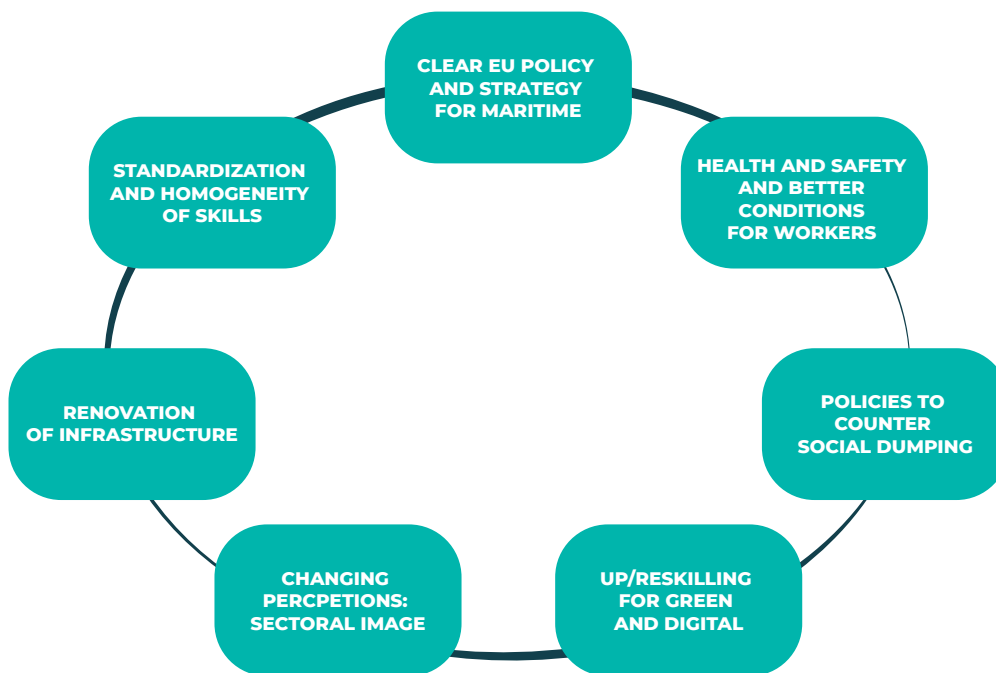 CLEAR EU POLICY
AND STRATEGY
FOR MARITIME
HEALTH AND SAFETY
AND BETTER
CONDITIONS
FOR WORKERS
POLICIES TO
COUNTER
SOCIAL DUMPING
UP/RESKILLING
FOR GREEN
AND DIGITAL
CHANGING
PERCPETIONS:
SECTORAL IMAGE
RENOVATION
OF INFRASTRUCTURE
STANDARDIZATION
AND HOMOGENEITY
OF SKILLS